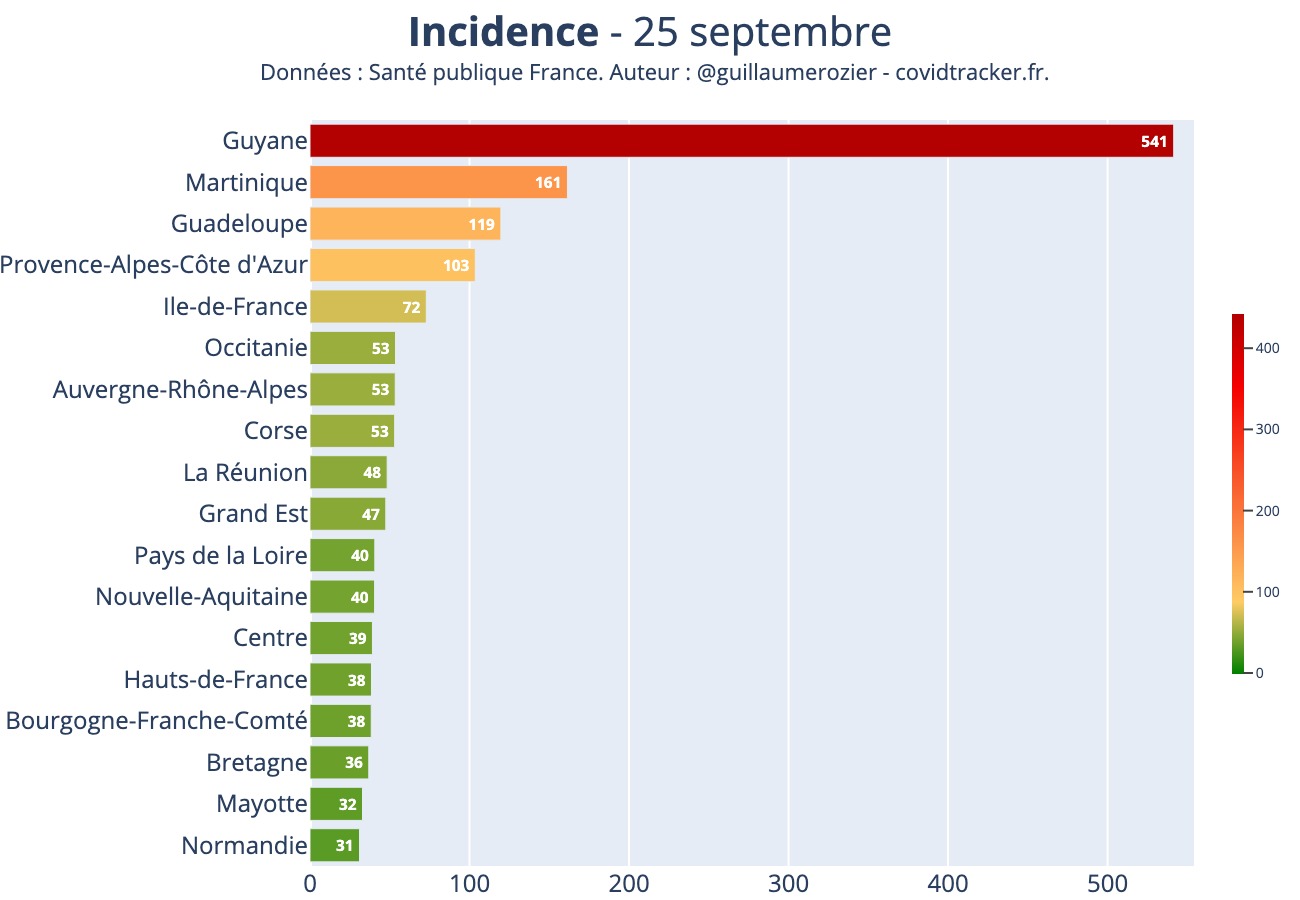 Incidence - 25 septembre
Données : Santé publique France. Auteur : @guillaumerozier - covidtracker.fr.
Guyane 541
Martinique 161
Guadeloupe 119
Provence-Alpes-Côte d'Azur 103
Ile-de-France 72
Occitanie 53
Auvergne-Rhône-Alpes 53
Corse 53
La Réunion 48
Grand Est 47
Pays de la Loire 40
Nouvelle-Aquitaine 40
Centre 39
Hauts-de-France 38
Bourgogne-Franche-Comté 38
Bretagne 36
Mayotte 32
Normandie 31
0 100 200 300 400 500
400
300
200
100
0